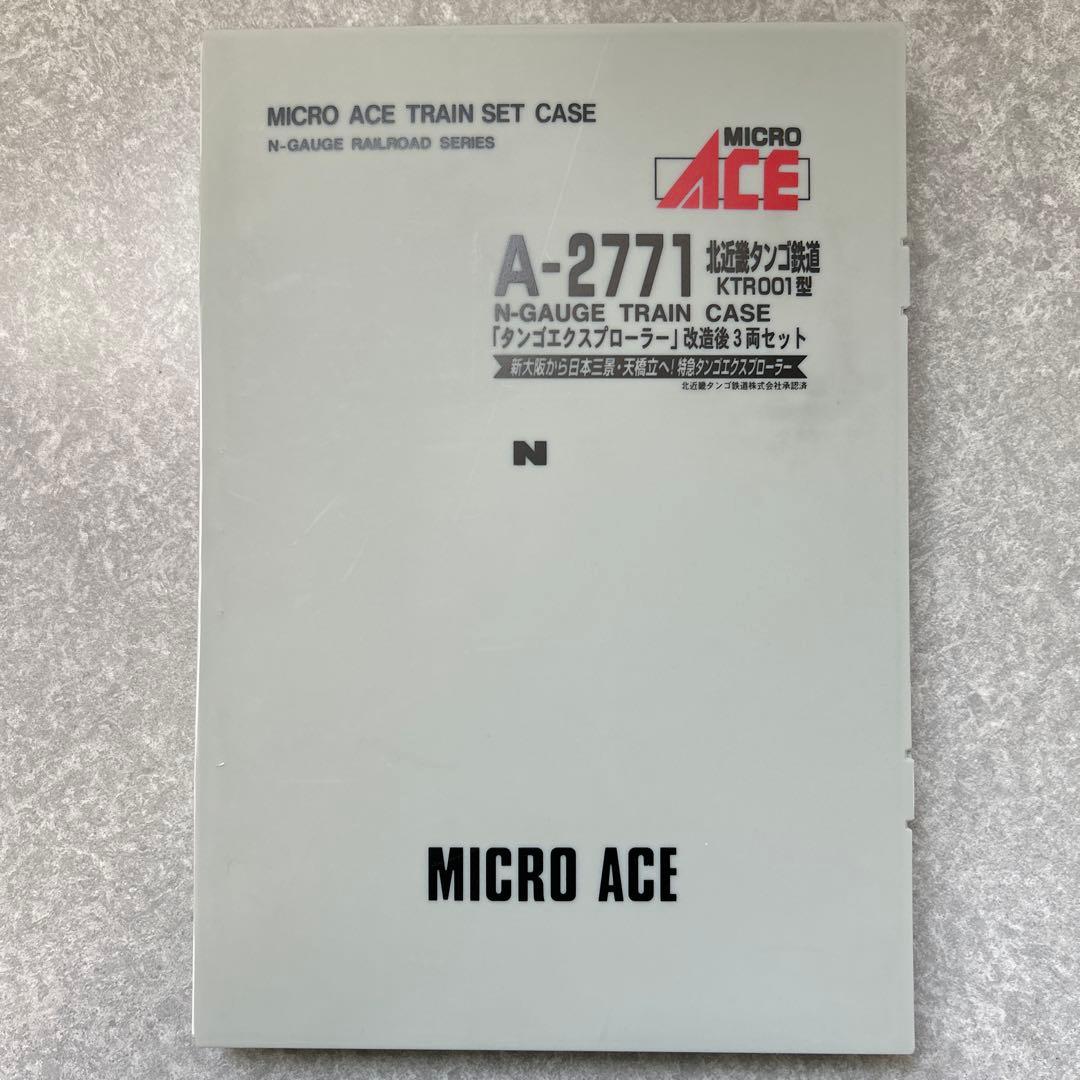 MICRO ACE TRAIN SET CASE
N-GAUGE RAILROAD SERIES
MICRO
ACE
A-2771 北近畿タンゴ鉄道
KTR001型
N-GAUGE TRAIN CASE
「タンゴエクスプローラー」改造後3両セット
新大阪から日本三景・天橋立へ!特急タンゴエクスプローラー
北近畿タンゴ鉄道株式会社承認済
N
MICRO ACE